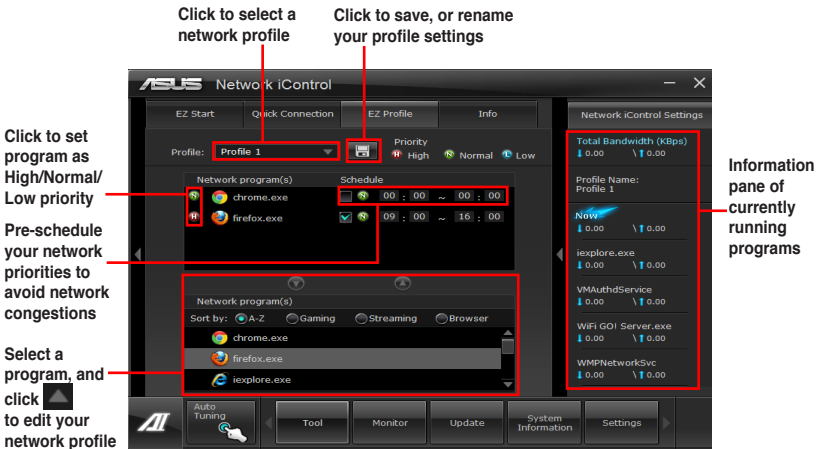 Click to select a
network profile
Click to save, or rename
your profile settings
ASUS Network iControl
EZ Start Quick Connection EZ Profile Info
Network iControl Settings
Profile: Profile 1
Priority
H High N Normal L Low
Click to set
program as
High/Normal/
Low priority
Pre-schedule
your network
priorities to
avoid network
congestions
Select a
program, and
click
to edit your
network profile
Network program(s) Schedule
N chrome.exe N 00 : 00 ~ 00 : 00
H firefox.exe N 09 : 00 ~ 16 : 00
Network program(s)
Sort by: A-Z Gaming Streaming Browser
chrome.exe
firefox.exe
iexplore.exe
Total Bandwidth (KBps)
0.00 \ 0.00
Profile Name:
Profile 1
Now
0.00 \ 0.00
iexplore.exe
0.00 \ 0.00
VMAuthdService
0.00 \ 0.00
WiFi GO! Server.exe
0.00 \ 0.00
WMPNetworkSvc
0.00 \ 0.00
Information
pane of
currently
running
programs
AI
Auto
Tuning
Tool
Monitor
Update
System
Information
Settings